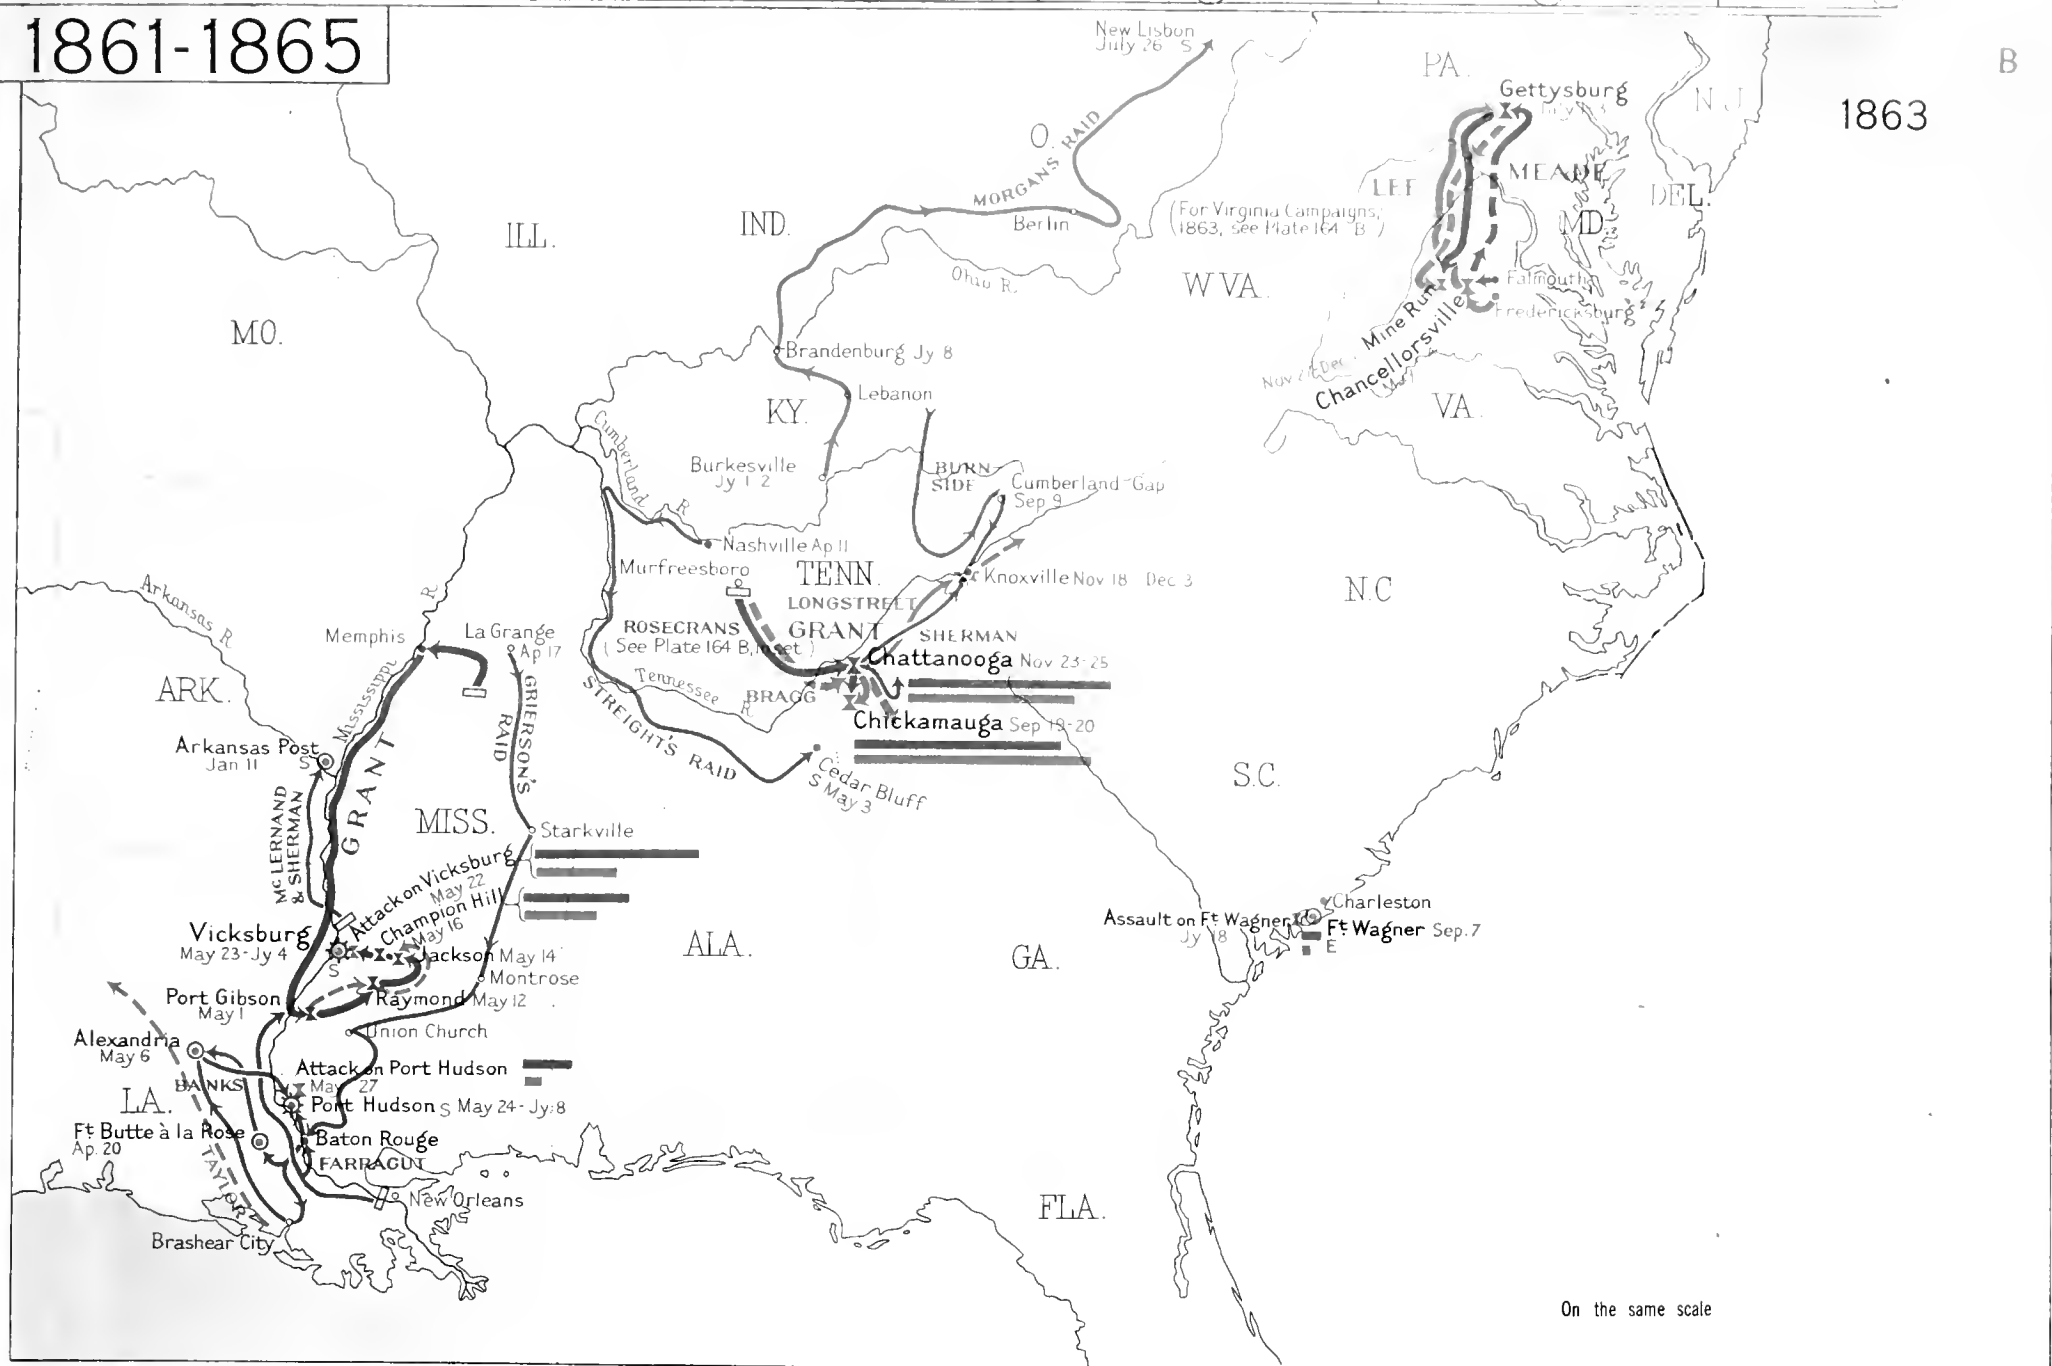 1861-1865
B
1863
New Lisbon
July 26 S
PA.
Gettysburg
N.J.
O.
MORGANS RAID
LEE
MEADE
DEL.
MD.
ILL.
IND.
Berlin
(For Virginia Campaigns,
1863, see Plate 164 B)
Ohio R.
W VA.
Falmouth
Fredericksburg
Mine Run
Chancellorsville
MO.
Brandenburg Jy 8
Lebanon
KY.
VA.
Cumberland R.
Burkesville
Jy 1 2
BURN-
SIDE
Cumberland Gap
Sep 9
Nashville Ap 11
Murfreesboro
TENN.
LONGSTREET
Knoxville Nov 18 Dec 3
N.C
Arkansas R.
R.
Memphis
La Grange
Ap 17
ROSECRANS
(See Plate 164 B, Inset.)
GRANT
SHERMAN
Chattanooga Nov 23-25
Tennessee R.
BRAGG
Chickamauga Sep 19-20
ARK.
Mississippi
GRIERSON'S
RAID
STREIGHT'S RAID
Cedar Bluff
S May 3
Arkansas Post
Jan 11 S
GRANT
S.C.
McLERNAND
& SHERMAN
MISS.
Starkville
Attack on Vicksburg
May 22
Champion Hill
May 16
Charleston
Assault on Ft. Wagner
Jy 18
Ft. Wagner Sep. 7
E
Vicksburg
May 23-Jy 4
S
Jackson May 14
ALA.
GA.
Montrose
Port Gibson
May 1
Raymond May 12
Union Church
Alexandria
May 6
BANKS
Attack on Port Hudson
May 27
LA.
Port Hudson S May 24-Jy. 8
Ft. Butte à la Rose
Ap. 20
Baton Rouge
FARRAGUT
TAYLOR
New Orleans
FLA.
Brashear City
On the same scale